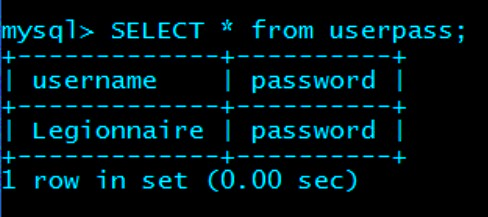 mysql> SELECT * from userpass;
+-------------+----------+
| username    | password |
+-------------+----------+
| Legionnaire | password |
+-------------+----------+
1 row in set (0.00 sec)